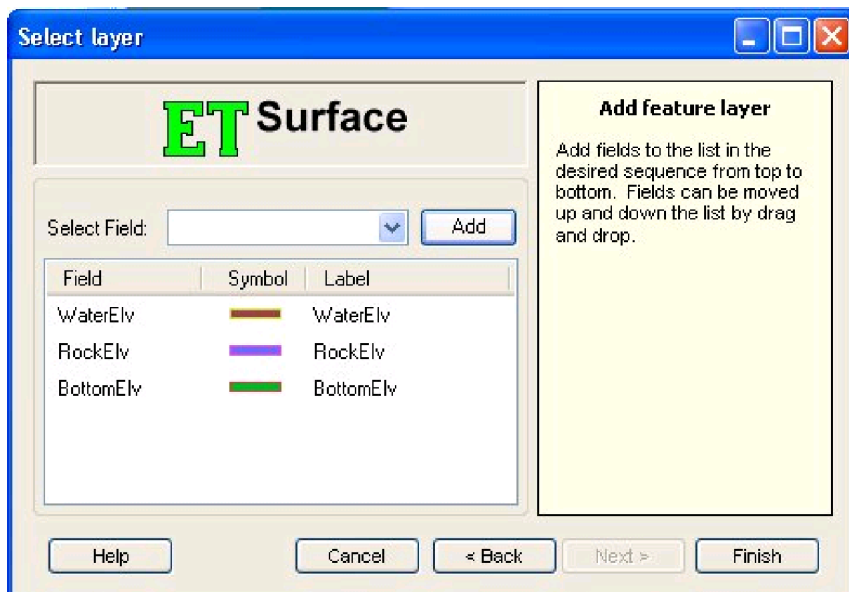 Select layer
ET Surface
Add feature layer
Add fields to the list in the
desired sequence from top to
bottom. Fields can be moved
up and down the list by drag
and drop.
Select Field:
Add
Field Symbol Label
WaterElv WaterElv
RockElv RockElv
BottomElv BottomElv
Help Cancel < Back Next > Finish